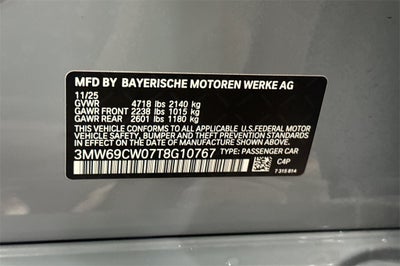 MFD BY BAYERISCHE MOTOREN WERKE AG
11/25
GVWR 4718 lbs 2140 kg
GAWR FRONT 2238 lbs 1015 kg
GAWR REAR 2601 lbs 1180 kg
THIS VEHICLE CONFORMS TO ALL APPLICABLE U.S. FEDERAL MOTOR
VEHICLE SAFETY, BUMPER, AND THEFT PREVENTION STANDARDS
IN EFFECT ON THE DATE OF MANUFACTURE SHOWN ABOVE.
3MW69CW07T8G10767 TYPE: PASSENGER CAR
C4P
7 315 814